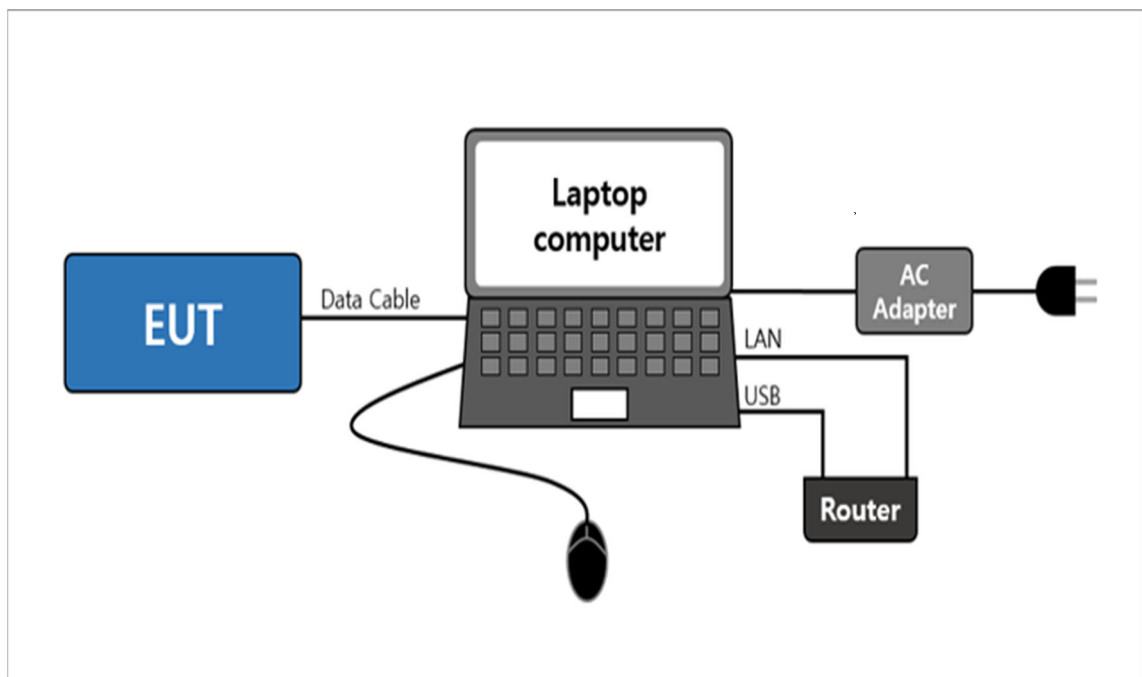 Laptop
computer
EUT
Data Cable
AC
Adapter
LAN
USB
Router